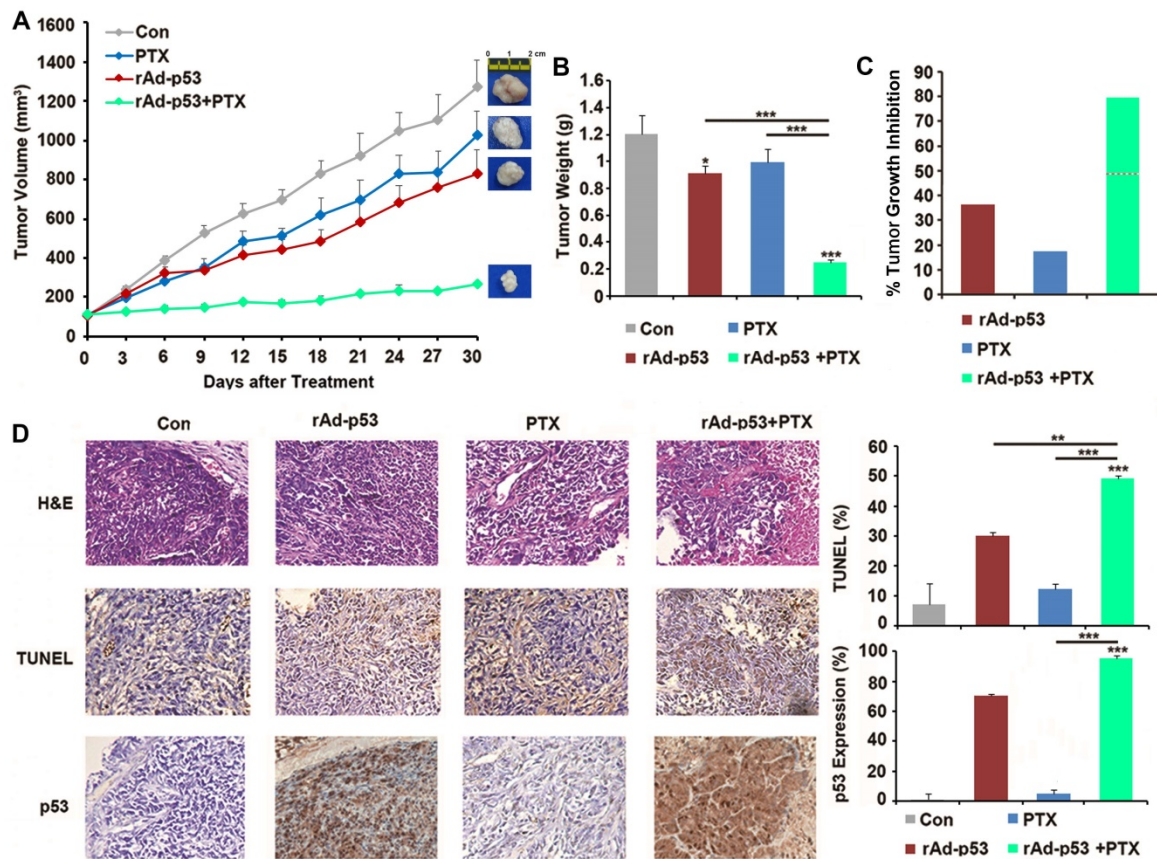 A
Tumor Volume (mm³)
1600
1400
1200
1000
800
600
400
200
0
Con
PTX
rAd-p53
rAd-p53+PTX
0 1 2 cm
0 3 6 9 12 15 18 21 24 27 30
Days after Treatment
B
Tumor Weight (g)
1.6
1.4
1.2
1
0.8
0.6
0.4
0.2
0
***
***
*
***
Con PTX
rAd-p53 rAd-p53 +PTX
C
% Tumor Growth Inhibition
90
80
70
60
50
40
30
20
10
0
rAd-p53
PTX
rAd-p53 +PTX
D
Con rAd-p53 PTX rAd-p53+PTX
H&E
TUNEL
p53
TUNEL (%)
60
50
40
30
20
10
0
**
***
***
p53 Expression (%)
100
80
60
40
20
0
***
***
Con PTX
rAd-p53 rAd-p53 +PTX